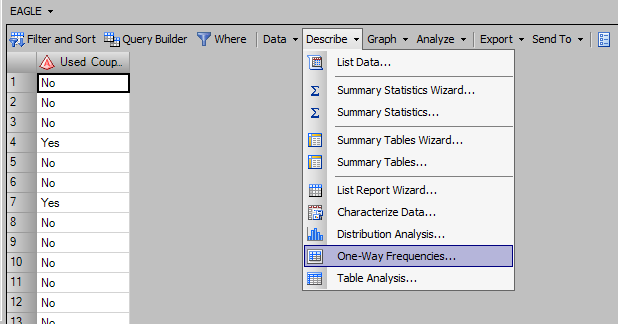 EAGLE
Filter and Sort Query Builder Where Data Describe Graph Analyze Export Send To
Used Coup...
1 No
2 No
3 No
4 Yes
5 No
6 No
7 Yes
8 No
9 No
10 No
11 No
12 No
13 No
List Data...
Summary Statistics Wizard...
Summary Statistics...
Summary Tables Wizard...
Summary Tables...
List Report Wizard...
Characterize Data...
Distribution Analysis...
One-Way Frequencies...
Table Analysis...